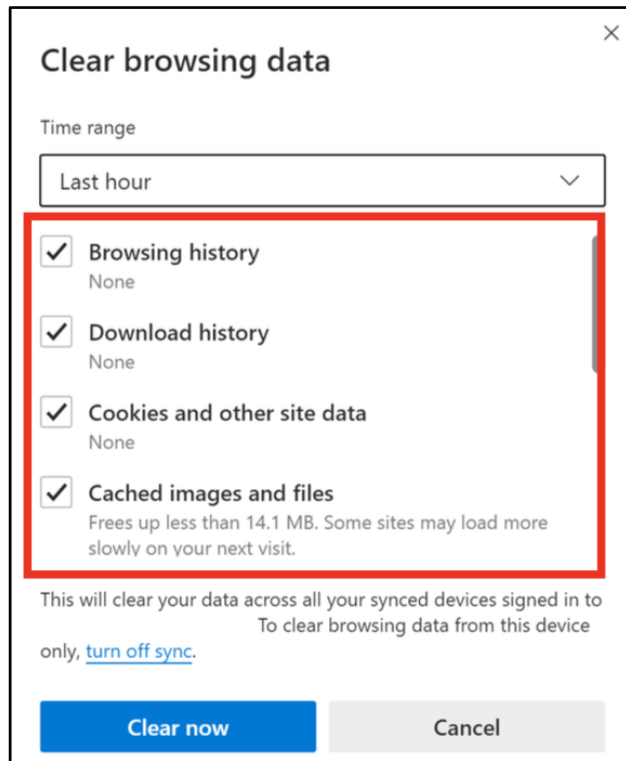 Clear browsing data
Time range
Last hour
Browsing history
None
Download history
None
Cookies and other site data
None
Cached images and files
Frees up less than 14.1 MB. Some sites may load more
slowly on your next visit.
This will clear your data across all your synced devices signed in to
To clear browsing data from this device
only, turn off sync.
Clear now
Cancel